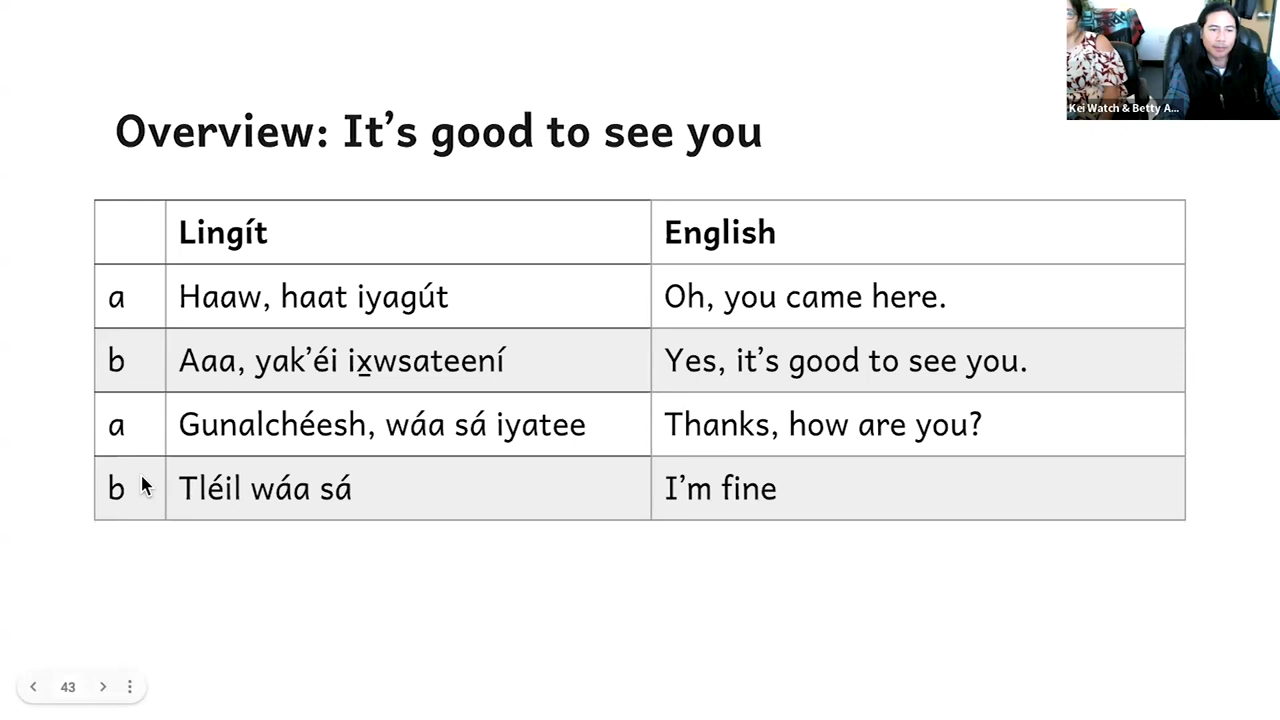 Kei Watch & Betty A...
Overview: It's good to see you
Lingít English
a Haaw, haat iyagút Oh, you came here.
b Aaa, yak'éi ix̱wsateení Yes, it's good to see you.
a Gunalchéesh, wáa sá iyatee Thanks, how are you?
b Tléil wáa sá I'm fine
43